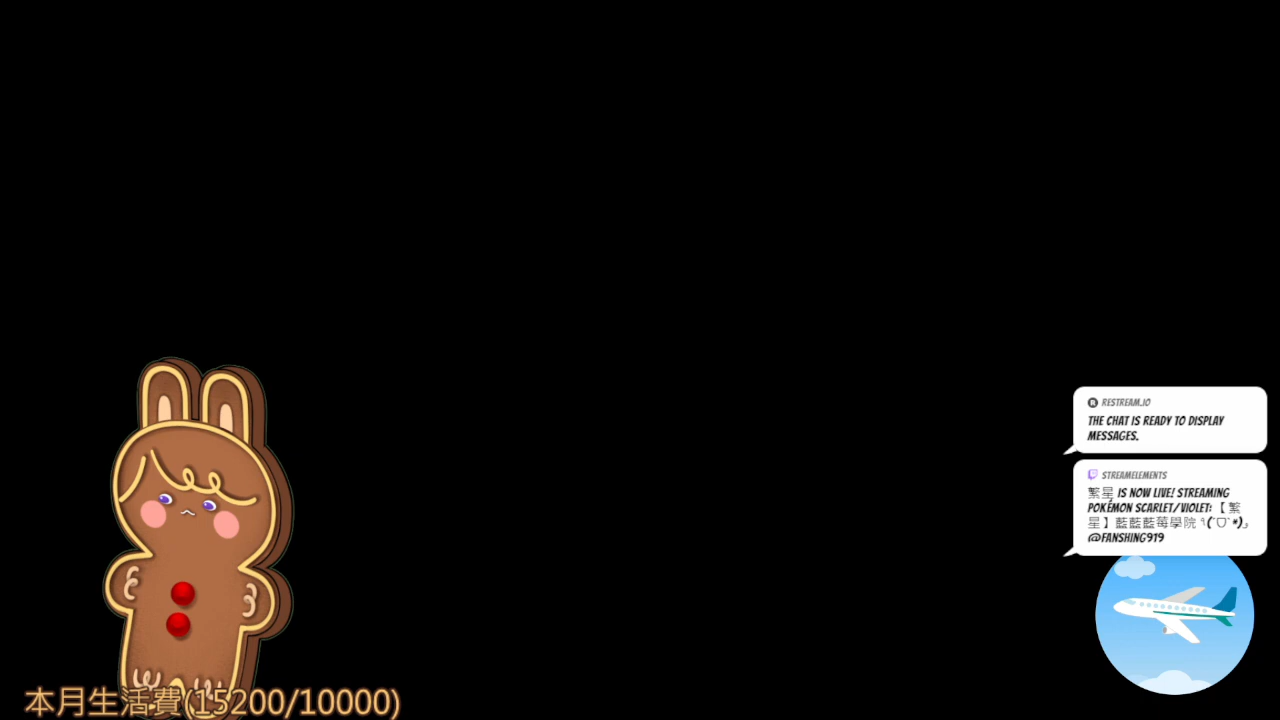 RESTREAM.IO
THE CHAT IS READY TO DISPLAY
MESSAGES.
STREAMELEMENTS
繁星 IS NOW LIVE! STREAMING
POKÉMON SCARLET/VIOLET: 【繁
星】藍藍藍莓學院 ٩(ˊᗜˋ*)و
@FANSHING919
本月生活費(15200/10000)